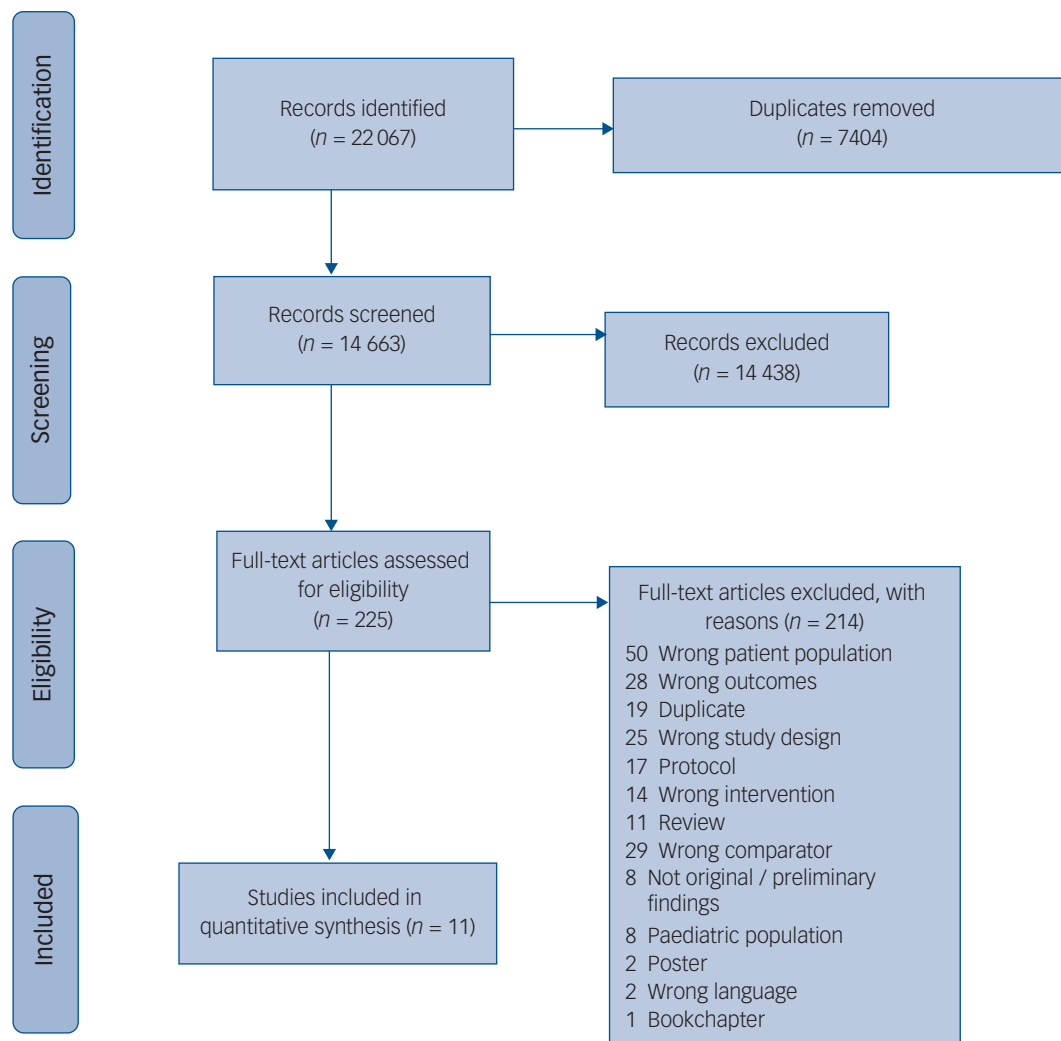 Identification
Records identified
(n = 22 067)
Duplicates removed
(n = 7404)
Screening
Records screened
(n = 14 663)
Records excluded
(n = 14 438)
Eligibility
Full-text articles assessed
for eligibility
(n = 225)
Full-text articles excluded, with
reasons (n = 214)
50 Wrong patient population
28 Wrong outcomes
19 Duplicate
25 Wrong study design
17 Protocol
14 Wrong intervention
11 Review
29 Wrong comparator
8 Not original / preliminary
findings
8 Paediatric population
2 Poster
2 Wrong language
1 Bookchapter
Included
Studies included in
quantitative synthesis (n = 11)